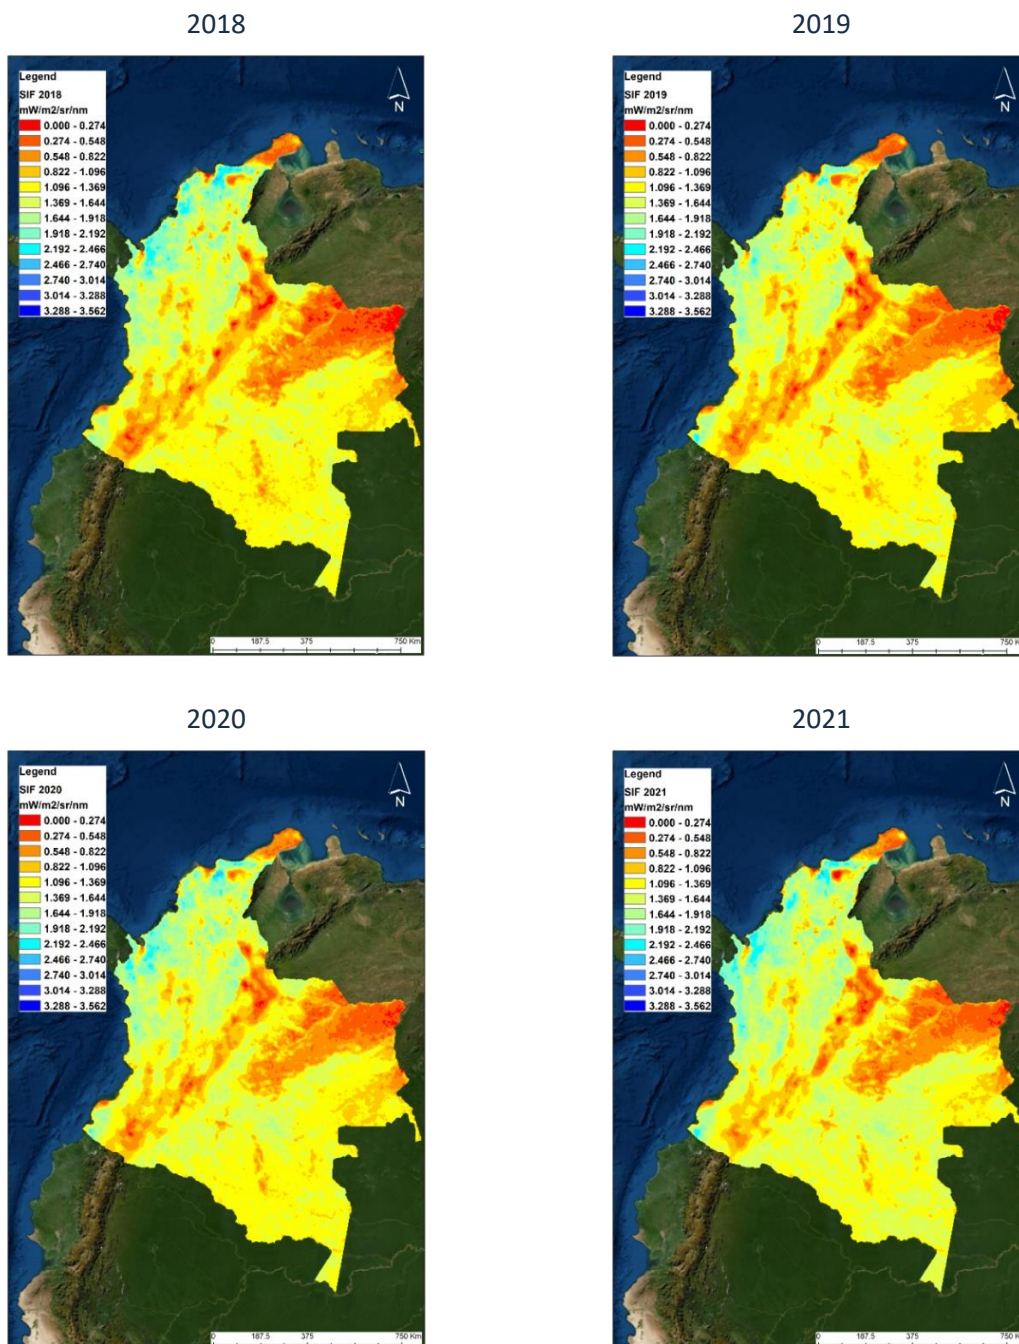 2018
2019
Legend
SIF 2018
mW/m2/sr/nm
0.000 - 0.274
0.274 - 0.548
0.548 - 0.822
0.822 - 1.096
1.096 - 1.369
1.369 - 1.644
1.644 - 1.918
1.918 - 2.192
2.192 - 2.466
2.466 - 2.740
2.740 - 3.014
3.014 - 3.288
3.288 - 3.562
N
0 187.5 375 750 Km
Legend
SIF 2019
mW/m2/sr/nm
0.000 - 0.274
0.274 - 0.548
0.548 - 0.822
0.822 - 1.096
1.096 - 1.369
1.369 - 1.644
1.644 - 1.918
1.918 - 2.192
2.192 - 2.466
2.466 - 2.740
2.740 - 3.014
3.014 - 3.288
3.288 - 3.562
N
0 187.5 375 750 K
2020
2021
Legend
SIF 2020
mW/m2/sr/nm
0.000 - 0.274
0.274 - 0.548
0.548 - 0.822
0.822 - 1.096
1.096 - 1.369
1.369 - 1.644
1.644 - 1.918
1.918 - 2.192
2.192 - 2.466
2.466 - 2.740
2.740 - 3.014
3.014 - 3.288
3.288 - 3.562
N
0 187.5 375 750 Km
Legend
SIF 2021
mW/m2/sr/nm
0.000 - 0.274
0.274 - 0.548
0.548 - 0.822
0.822 - 1.096
1.096 - 1.369
1.369 - 1.644
1.644 - 1.918
1.918 - 2.192
2.192 - 2.466
2.466 - 2.740
2.740 - 3.014
3.014 - 3.288
3.288 - 3.562
N
0 187.5 375 750 K